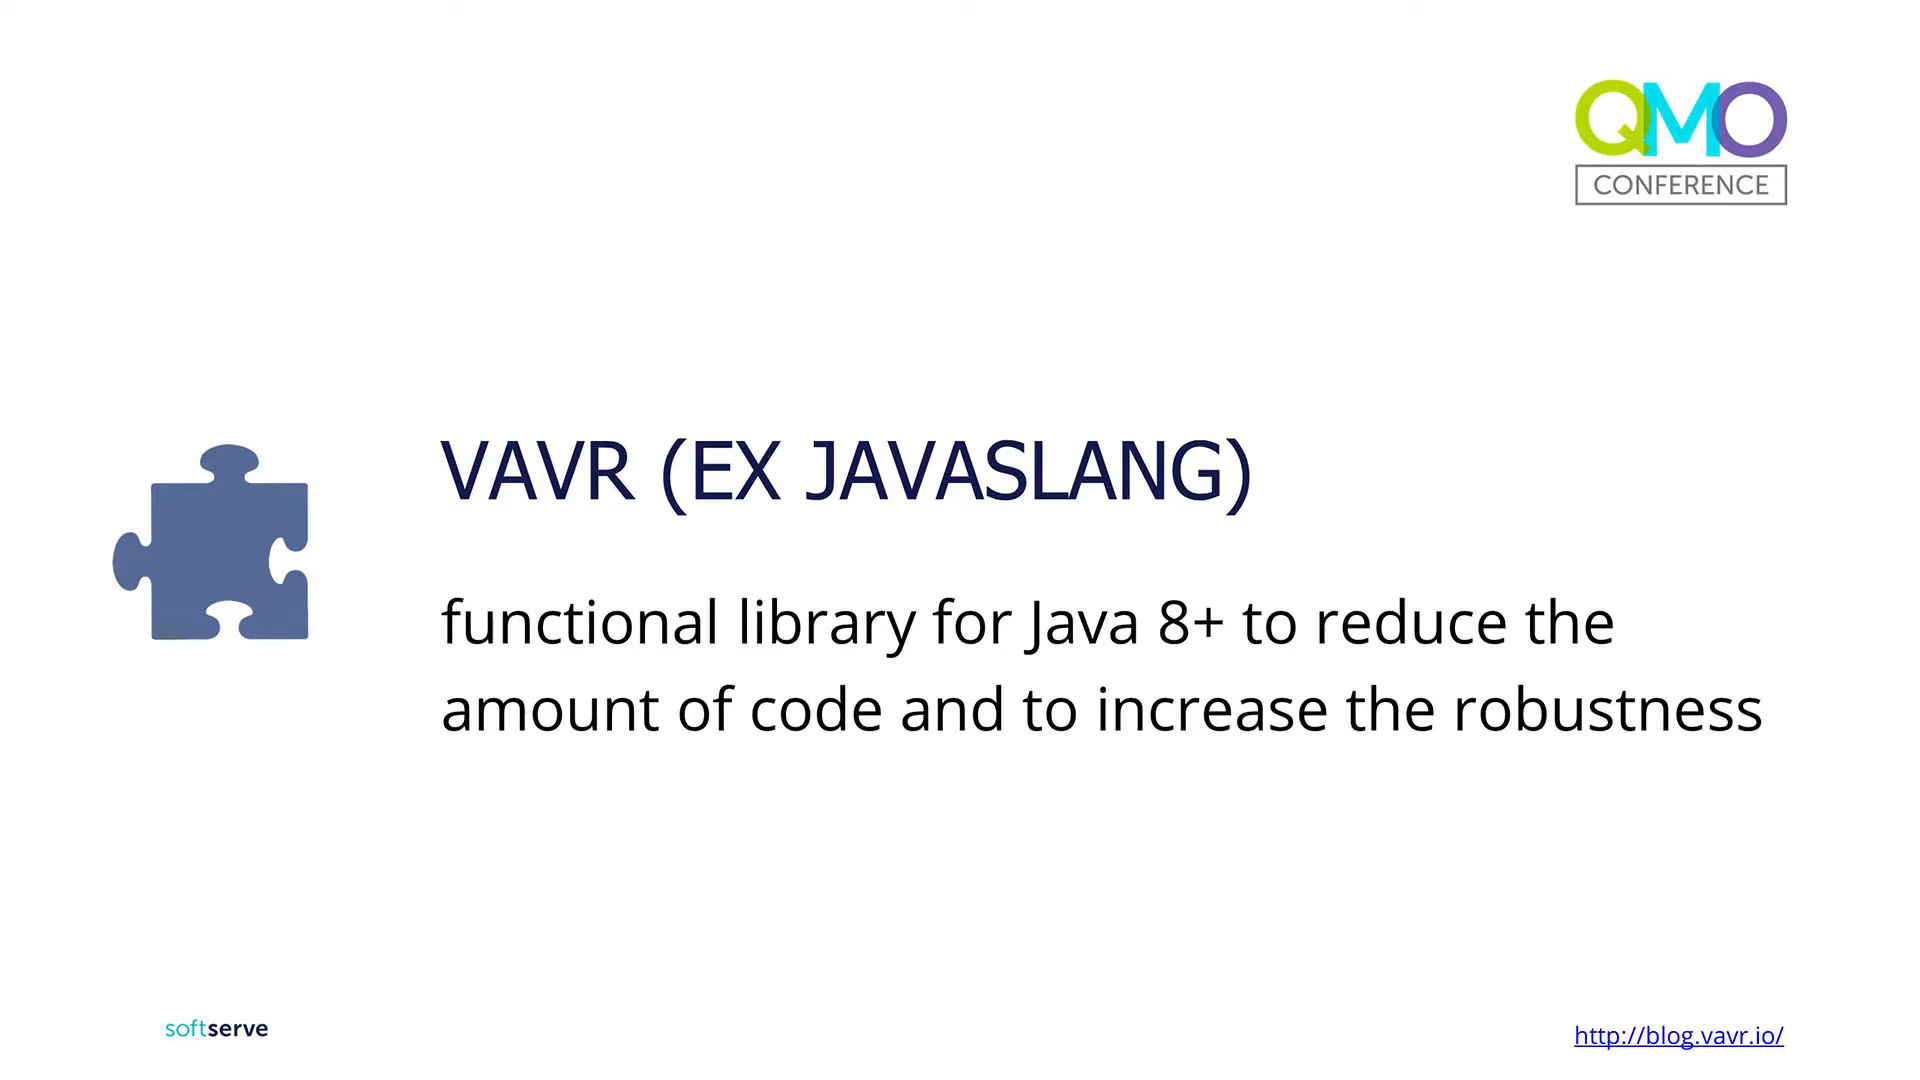 QMO
CONFERENCE
VAVR (EX JAVASLANG)
functional library for Java 8+ to reduce the
amount of code and to increase the robustness
softserve
http://blog.vavr.io/